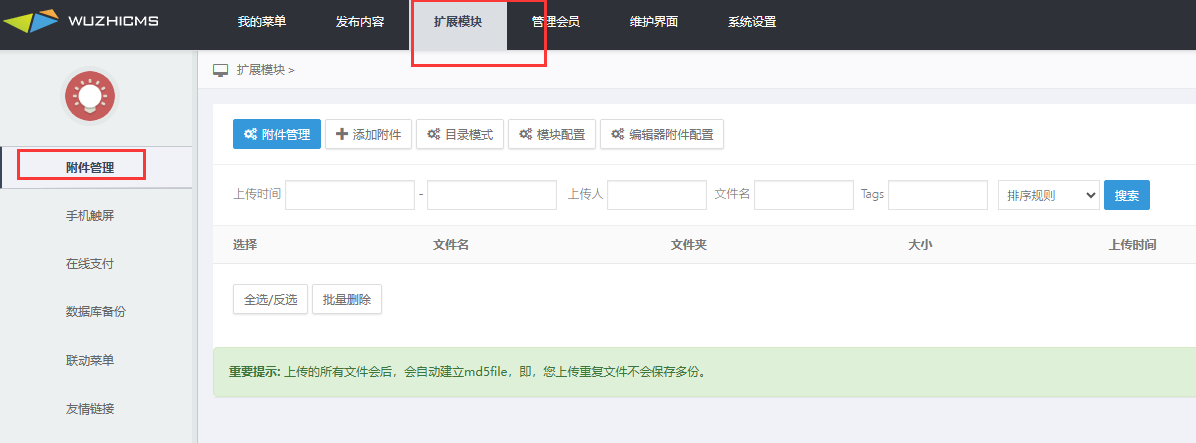 WUZHICMS 我的菜单 发布内容 扩展模块 管理会员 维护界面 系统设置
扩展模块 >
附件管理 添加附件 目录模式 模块配置 编辑器附件配置
附件管理
手机触屏
在线支付
数据库备份
联动菜单
友情链接
上传时间 - 上传人 文件名 Tags 排序规则 搜索
选择 文件名 文件夹 大小 上传时间
全选/反选 批量删除
重要提示: 上传的所有文件会后，会自动建立md5file，即，您上传重复文件不会保存多份。